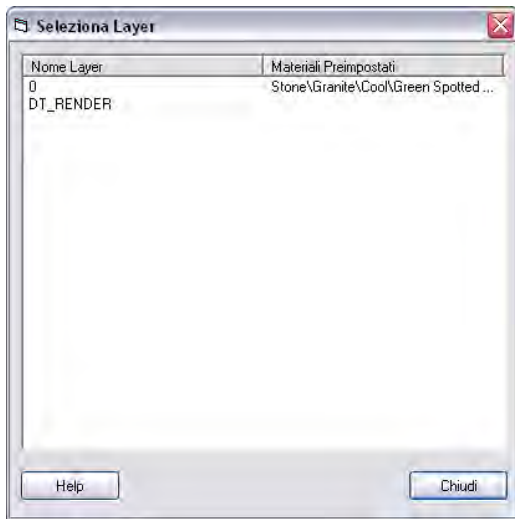 Seleziona Layer
Nome Layer Materiali Preimpostati
0 Stone\Granite\Cool\Green Spotted ...
DT_RENDER
Help Chiudi